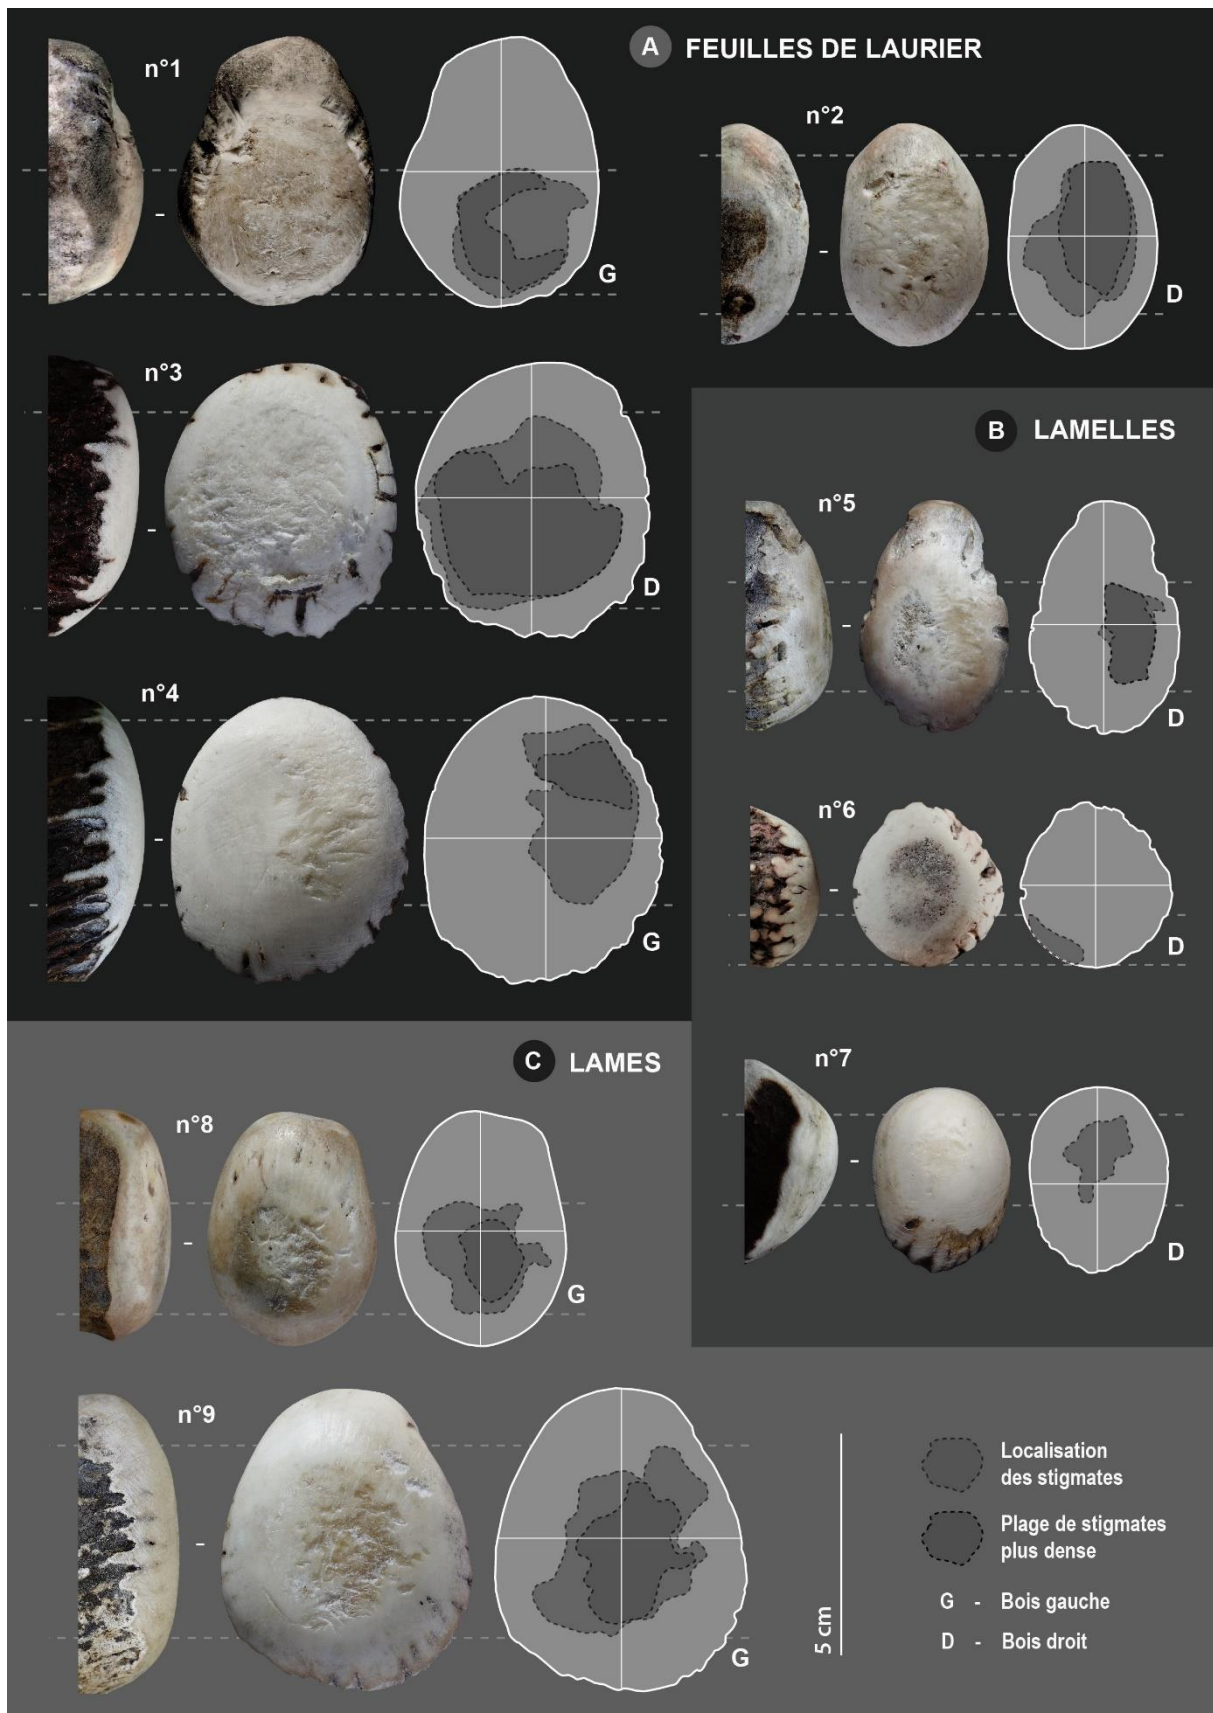 A FEUILLES DE LAURIER
n°1
G
n°2
D
n°3
D
n°4
G
B LAMELLES
n°5
D
n°6
D
n°7
D
C LAMES
n°8
G
n°9
G
5 cm
Localisation
des stigmates
Plage de stigmates
plus dense
G - Bois gauche
D - Bois droit